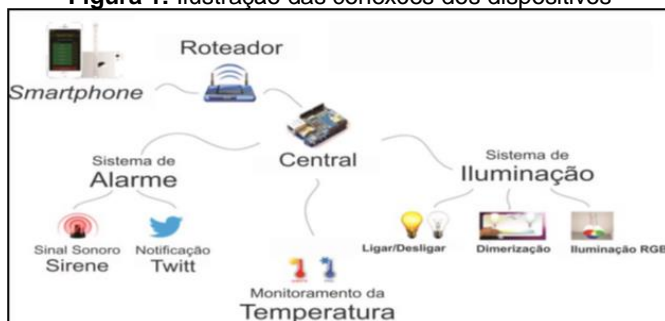 Figura 1: Ilustração das conexões dos dispositivos
Roteador
Smartphone
Central
Sistema de
Alarme
Sistema de
Iluminação
Sinal Sonoro
Sirene
Notificação
Twitt
Ligar/Desligar
Dimerização
Iluminação RGB
Monitoramento da
Temperatura